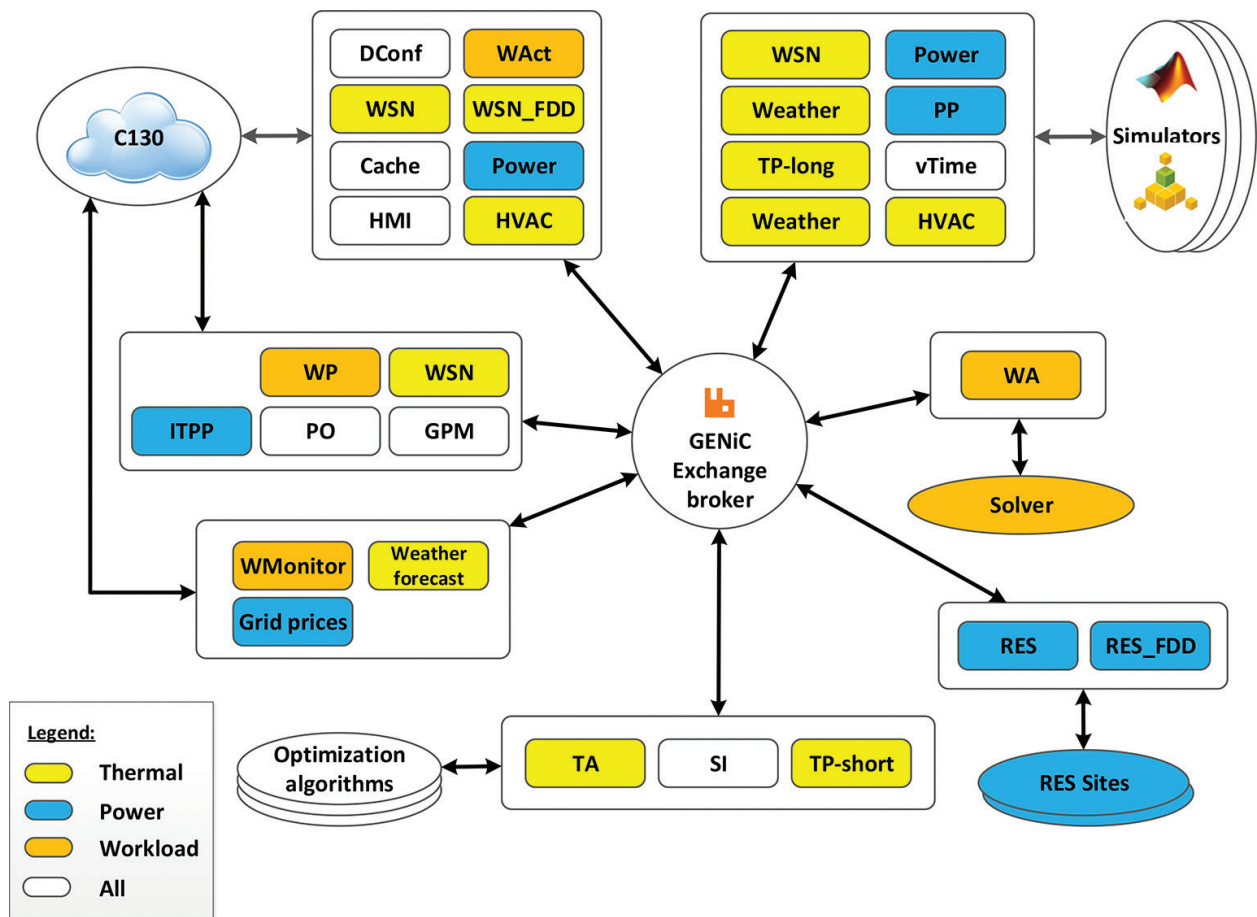 DConf
WAct
WSN
WSN_FDD
Cache
Power
HMI
HVAC
C130
WSN
Power
Weather
PP
TP-long
vTime
Weather
HVAC
Simulators
WP
WSN
ITPP
PO
GPM
GENiC
Exchange
broker
WA
Solver
WMonitor
Weather
forecast
Grid prices
RES
RES_FDD
RES Sites
Optimization
algorithms
TA
SI
TP-short
Legend:
Thermal
Power
Workload
All